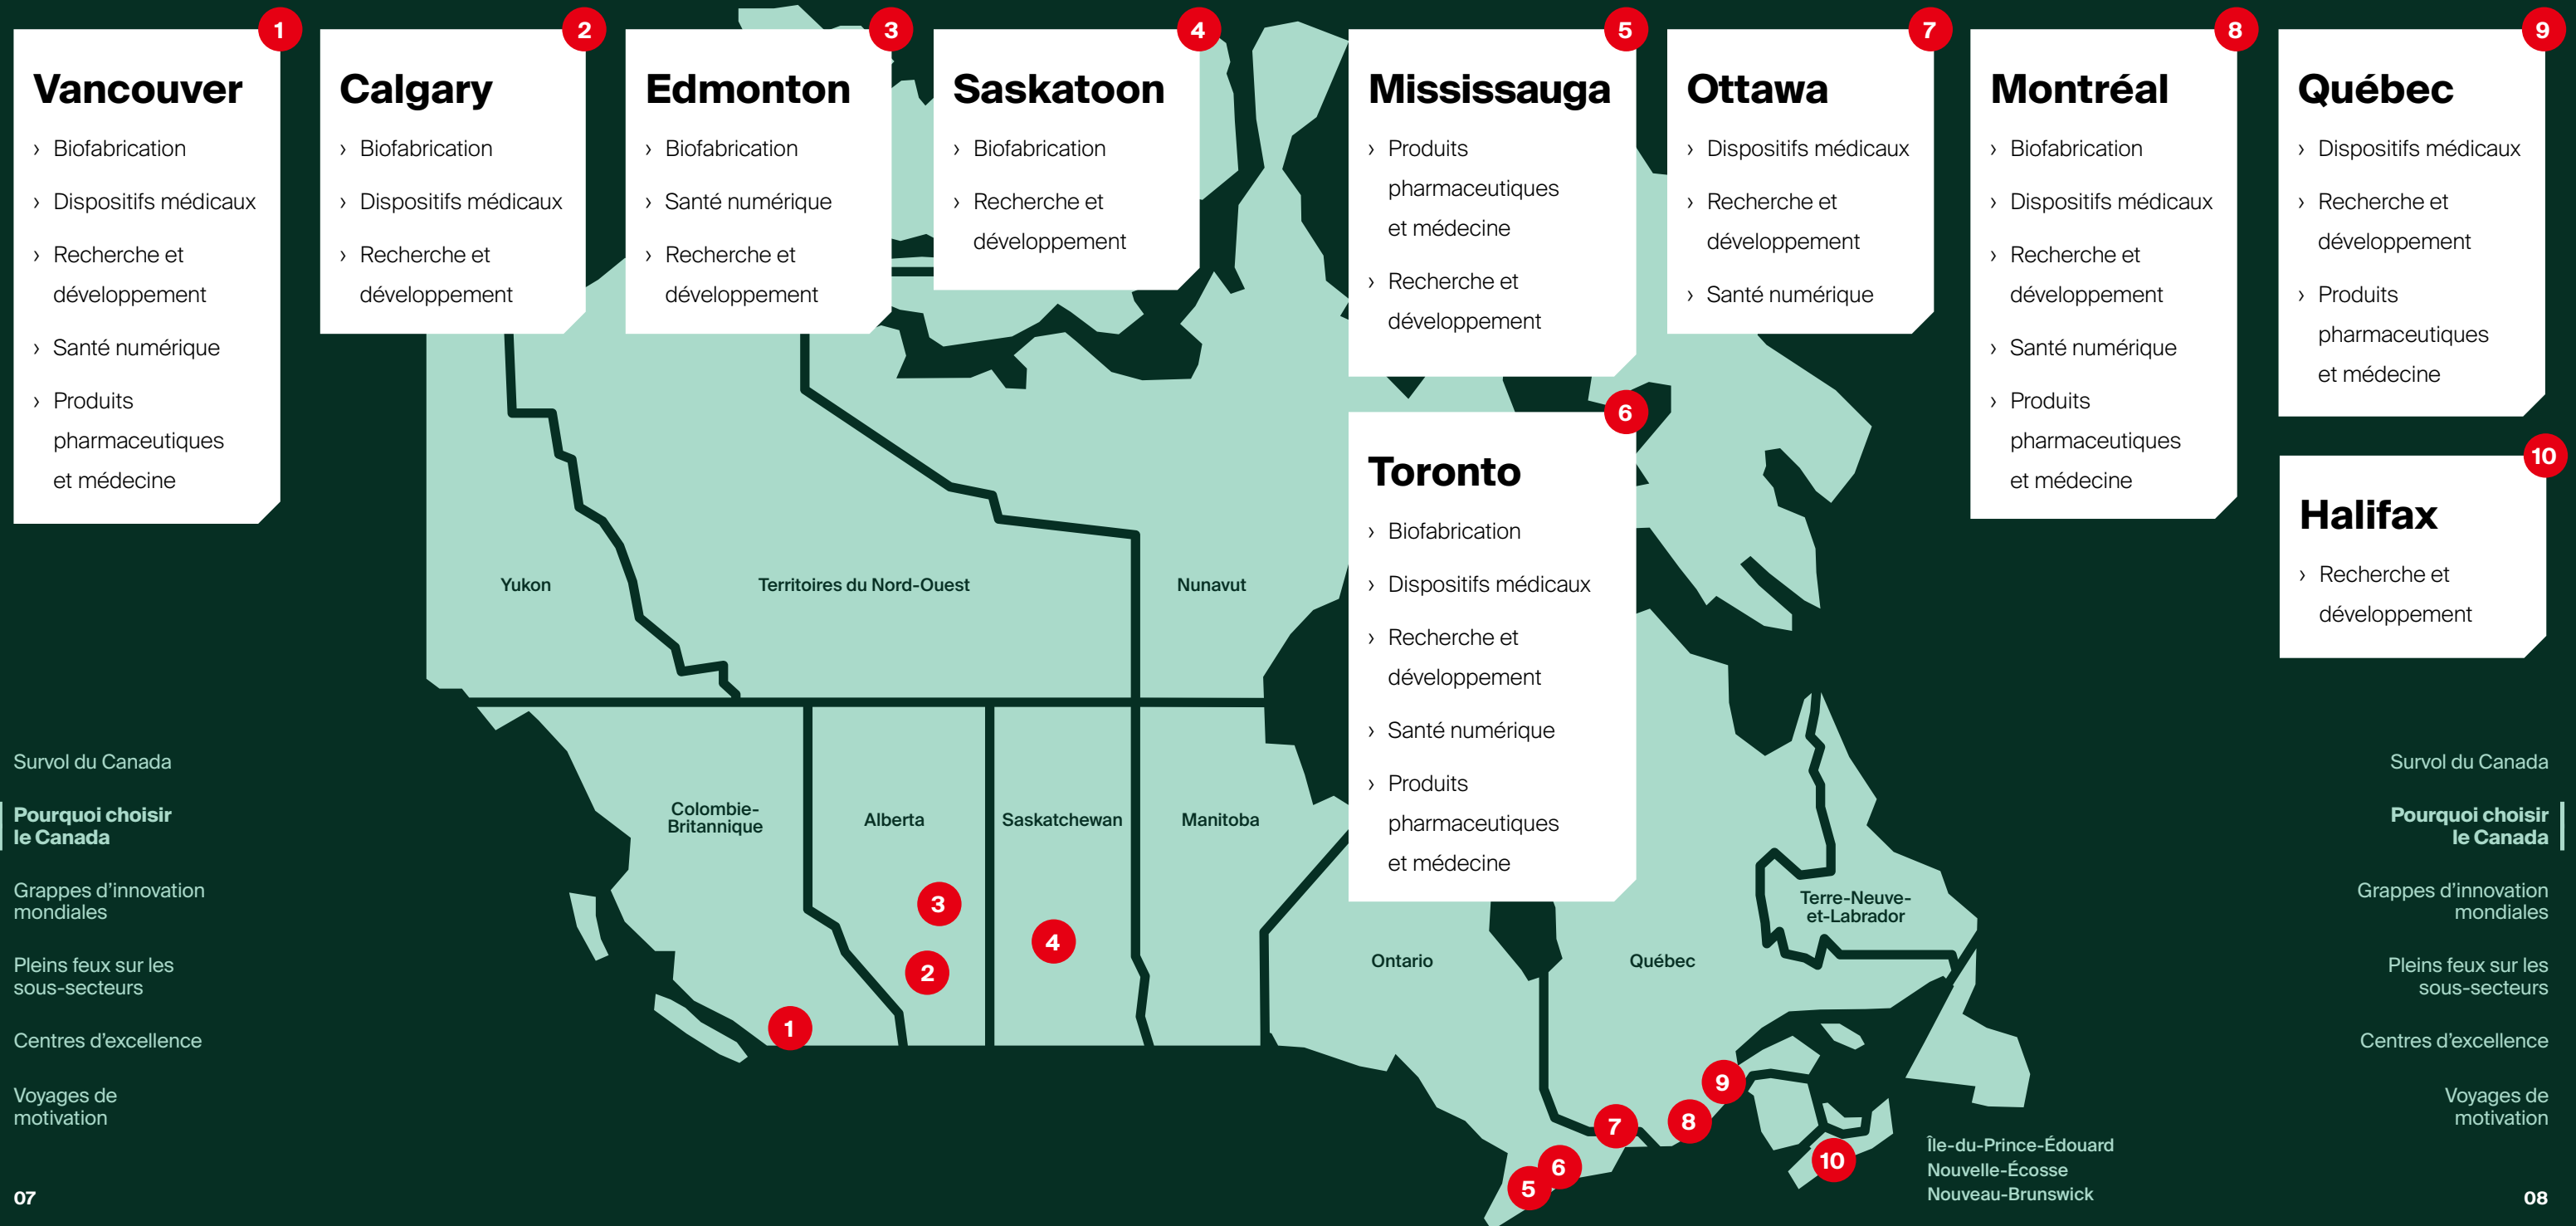 1
Vancouver
› Biofabrication
› Dispositifs médicaux
› Recherche et
développement
› Santé numérique
› Produits
pharmaceutiques
et médecine
2
Calgary
› Biofabrication
› Dispositifs médicaux
› Recherche et
développement
3
Edmonton
› Biofabrication
› Santé numérique
› Recherche et
développement
4
Saskatoon
› Biofabrication
› Recherche et
développement
5
Mississauga
› Produits
pharmaceutiques
et médecine
› Recherche et
développement
6
Toronto
› Biofabrication
› Dispositifs médicaux
› Recherche et
développement
› Santé numérique
› Produits
pharmaceutiques
et médecine
7
Ottawa
› Dispositifs médicaux
› Recherche et
développement
› Santé numérique
8
Montréal
› Biofabrication
› Dispositifs médicaux
› Recherche et
développement
› Santé numérique
› Produits
pharmaceutiques
et médecine
9
Québec
› Dispositifs médicaux
› Recherche et
développement
› Produits
pharmaceutiques
et médecine
10
Halifax
› Recherche et
développement
Yukon
Territoires du Nord-Ouest
Nunavut
Colombie-
Britannique
Alberta
Saskatchewan
Manitoba
Ontario
Québec
Terre-Neuve-
et-Labrador
3
4
2
1
9
8
7
10
6
5
Île-du-Prince-Édouard
Nouvelle-Écosse
Nouveau-Brunswick
Survol du Canada
Pourquoi choisir
le Canada
Grappes d’innovation
mondiales
Pleins feux sur les
sous-secteurs
Centres d’excellence
Voyages de
motivation
07
Survol du Canada
Pourquoi choisir
le Canada
Grappes d’innovation
mondiales
Pleins feux sur les
sous-secteurs
Centres d’excellence
Voyages de
motivation
08